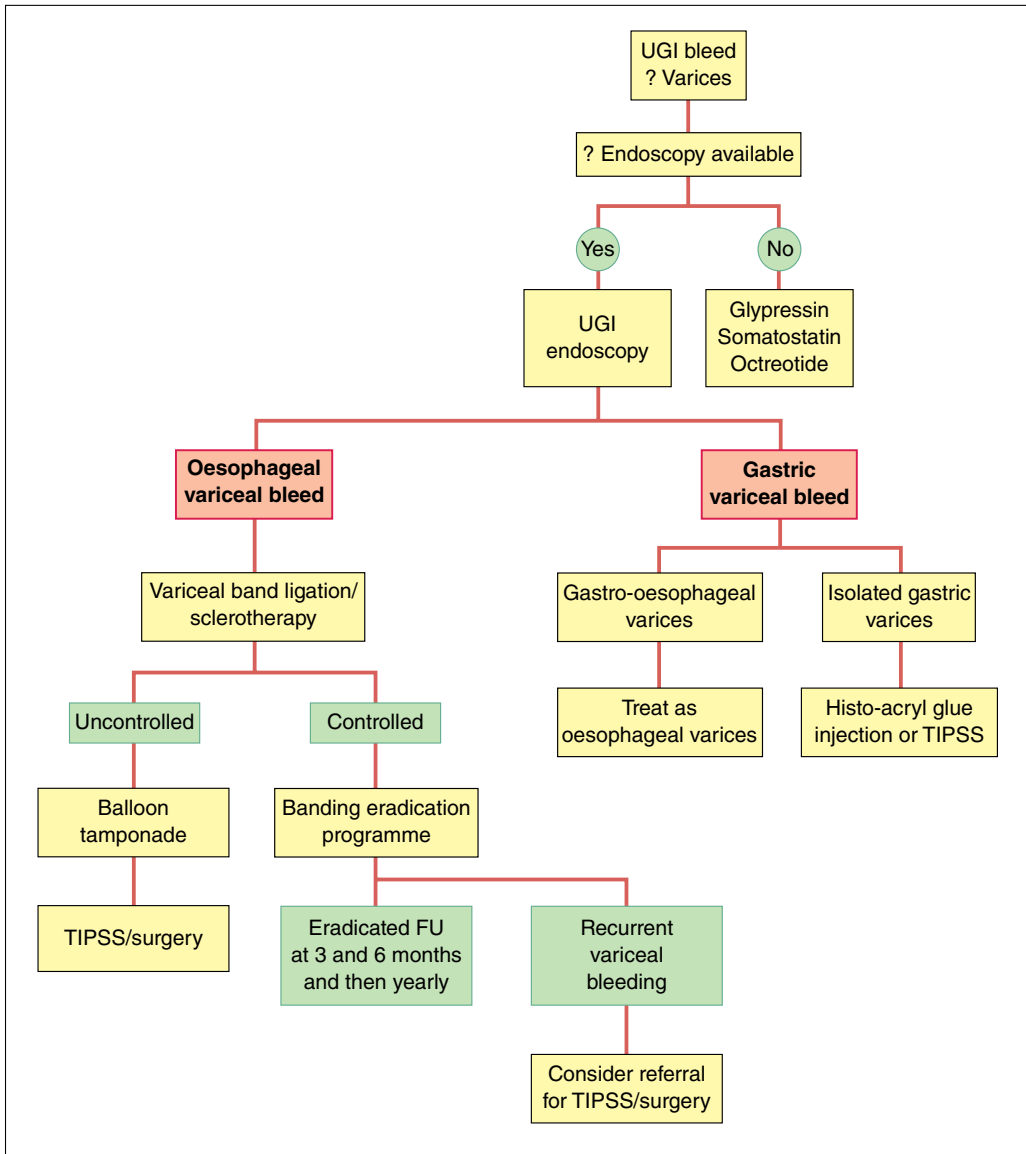 UGI bleed
? Varices
? Endoscopy available
Yes
No
UGI
endoscopy
Glypressin
Somatostatin
Octreotide
Oesophageal
variceal bleed
Gastric
variceal bleed
Variceal band ligation/
sclerotherapy
Gastro-oesophageal
varices
Isolated gastric
varices
Uncontrolled
Controlled
Treat as
oesophageal varices
Histo-acryl glue
injection or TIPSS
Balloon
tamponade
Banding eradication
programme
TIPSS/surgery
Eradicated FU
at 3 and 6 months
and then yearly
Recurrent
variceal
bleeding
Consider referral
for TIPSS/surgery